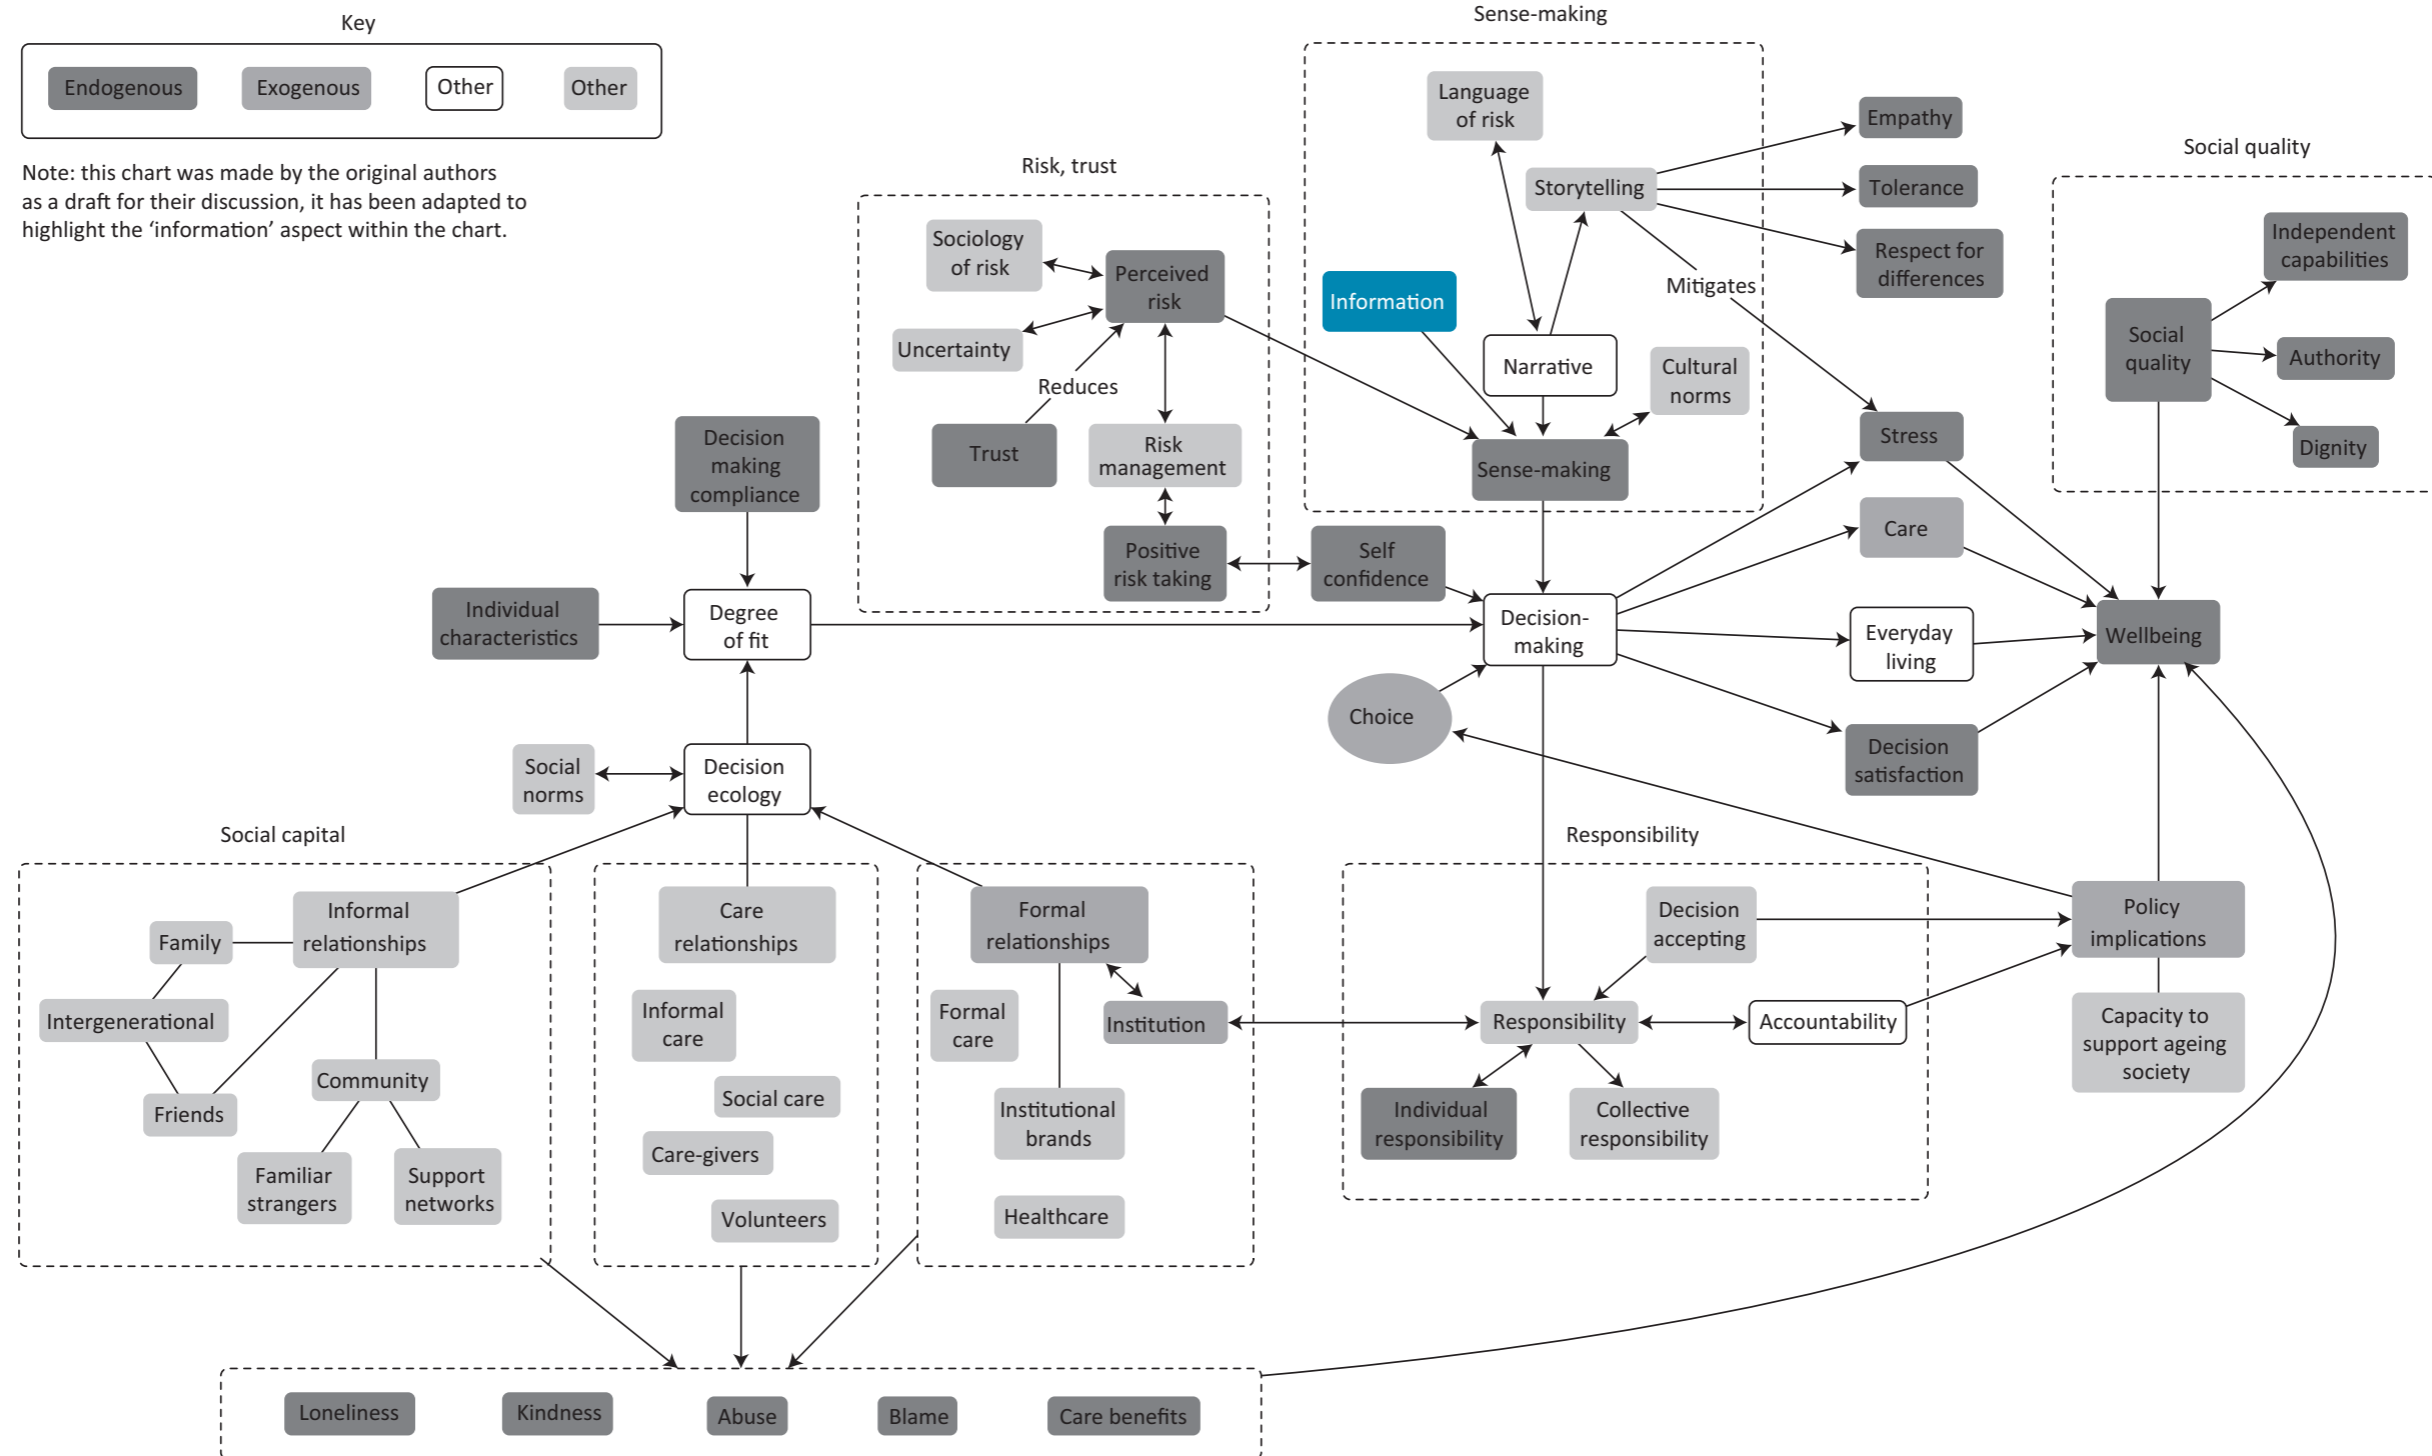 Key
Endogenous
Exogenous
Other
Other
Note: this chart was made by the original authors
as a draft for their discussion, it has been adapted to
highlight the ‘information’ aspect within the chart.
Sense-making
Language
of risk
Storytelling
Empathy
Tolerance
Respect for
differences
Mitigates
Information
Narrative
Cultural
norms
Sense-making
Risk, trust
Sociology
of risk
Perceived
risk
Uncertainty
Reduces
Trust
Risk
management
Positive
risk taking
Self
confidence
Social quality
Independent
capabilities
Social
quality
Authority
Dignity
Decision
making
compliance
Individual
characteristics
Degree
of fit
Decision-
making
Choice
Stress
Care
Everyday
living
Decision
satisfaction
Wellbeing
Social
norms
Decision
ecology
Social capital
Informal
relationships
Family
Intergenerational
Friends
Community
Familiar
strangers
Support
networks
Care
relationships
Informal
care
Social care
Care-givers
Volunteers
Formal
relationships
Formal
care
Institution
Institutional
brands
Healthcare
Responsibility
Decision
accepting
Responsibility
Accountability
Individual
responsibility
Collective
responsibility
Policy
implications
Capacity to
support ageing
society
Loneliness
Kindness
Abuse
Blame
Care benefits